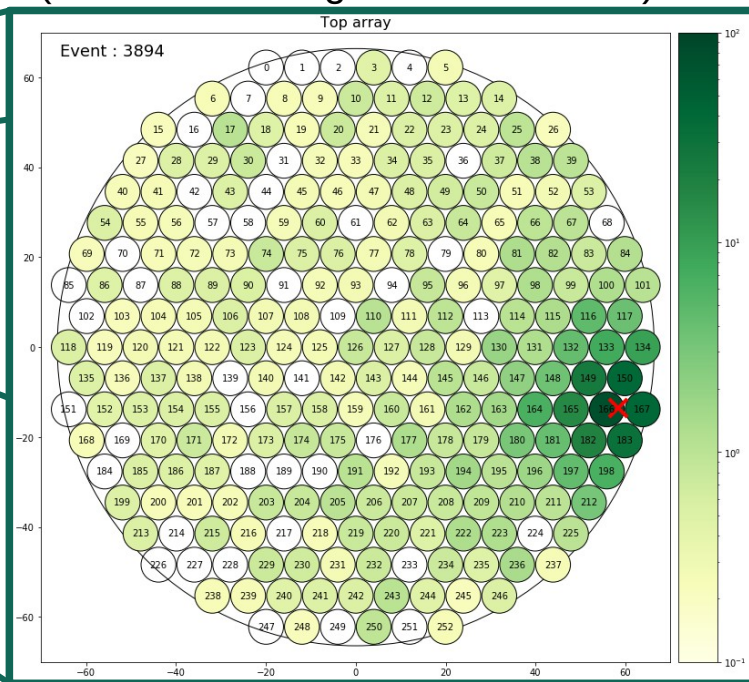 Top array
Event : 3894
10²
0 1 2 3 4 5
60
6 7 8 9 10 11 12 13 14
15 16 17 18 19 20 21 22 23 24 25 26
27 28 29 30 31 32 33 34 35 36 37 38 39
40
40 41 42 43 44 45 46 47 48 49 50 51 52 53
54 55 56 57 58 59 60 61 62 63 64 65 66 67 68
10¹
69 70 71 72 73 74 75 76 77 78 79 80 81 82 83 84
20
85 86 87 88 89 90 91 92 93 94 95 96 97 98 99 100 101
102 103 104 105 106 107 108 109 110 111 112 113 114 115 116 117
0 118 119 120 121 122 123 124 125 126 127 128 129 130 131 132 133 134
135 136 137 138 139 140 141 142 143 144 145 146 147 148 149 150
151 152 153 154 155 156 157 158 159 160 161 162 163 164 165 166 167
−20
168 169 170 171 172 173 174 175 176 177 178 179 180 181 182 183
10⁰
184 185 186 187 188 189 190 191 192 193 194 195 196 197 198
199 200 201 202 203 204 205 206 207 208 209 210 211 212
−40
213 214 215 216 217 218 219 220 221 222 223 224 225
226 227 228 229 230 231 232 233 234 235 236 237
238 239 240 241 242 243 244 245 246
−60
247 248 249 250 251 252
10⁻¹
−60 −40 −20 0 20 40 60